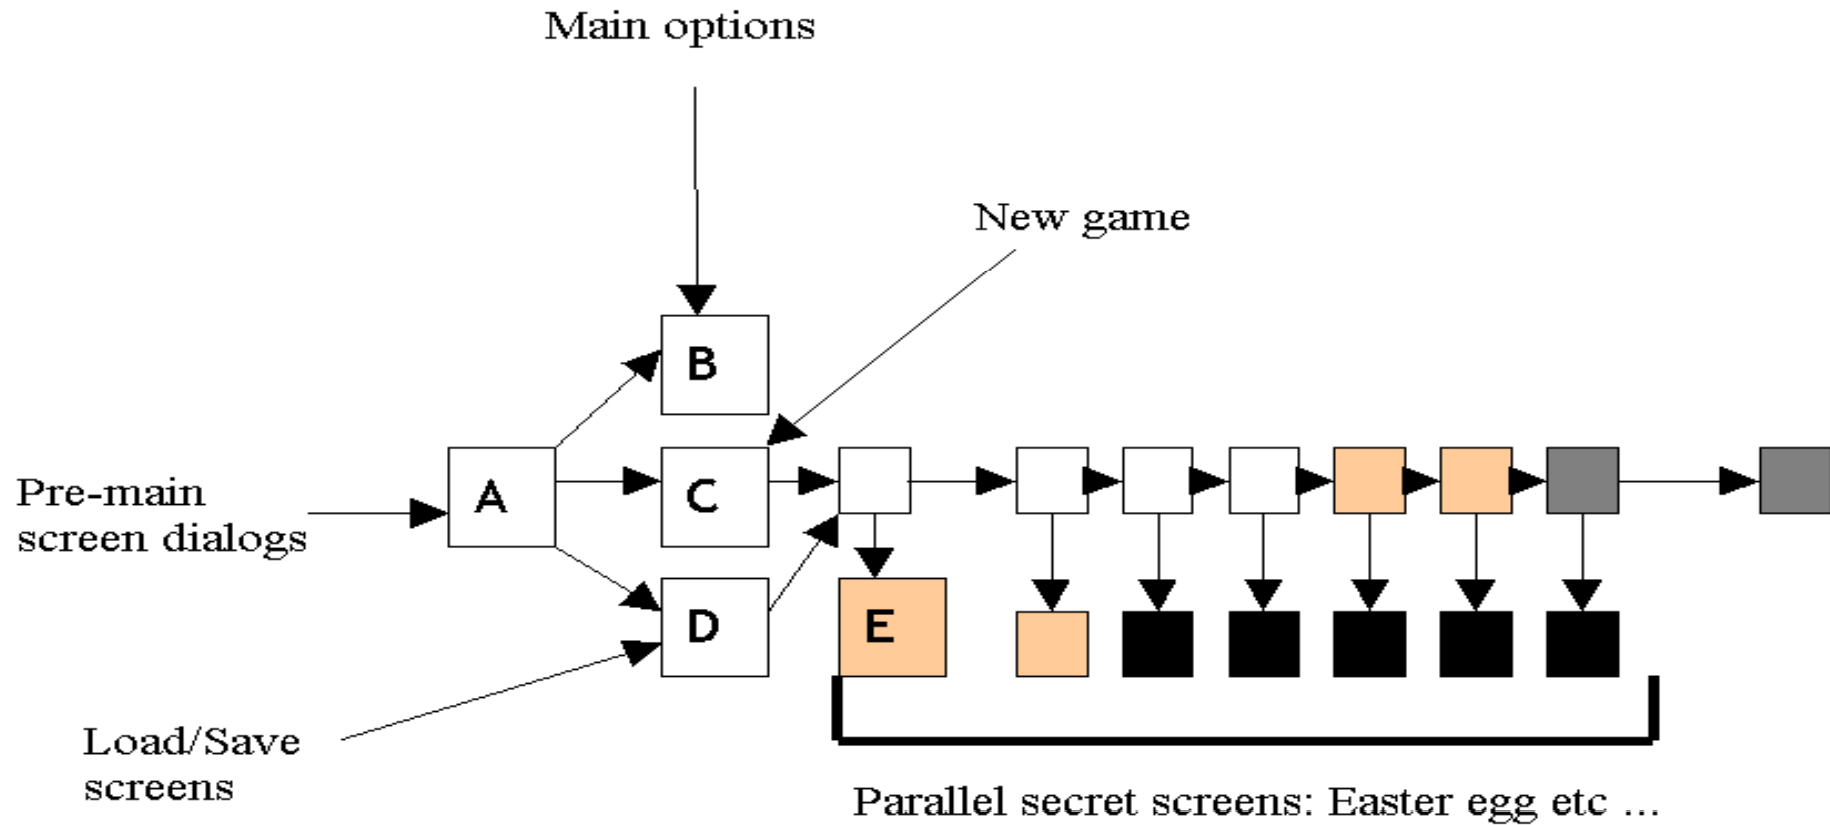 Main options
New game
B
Pre-main
screen dialogs
A
C
D
E
Load/Save
screens
Parallel secret screens: Easter egg etc ...